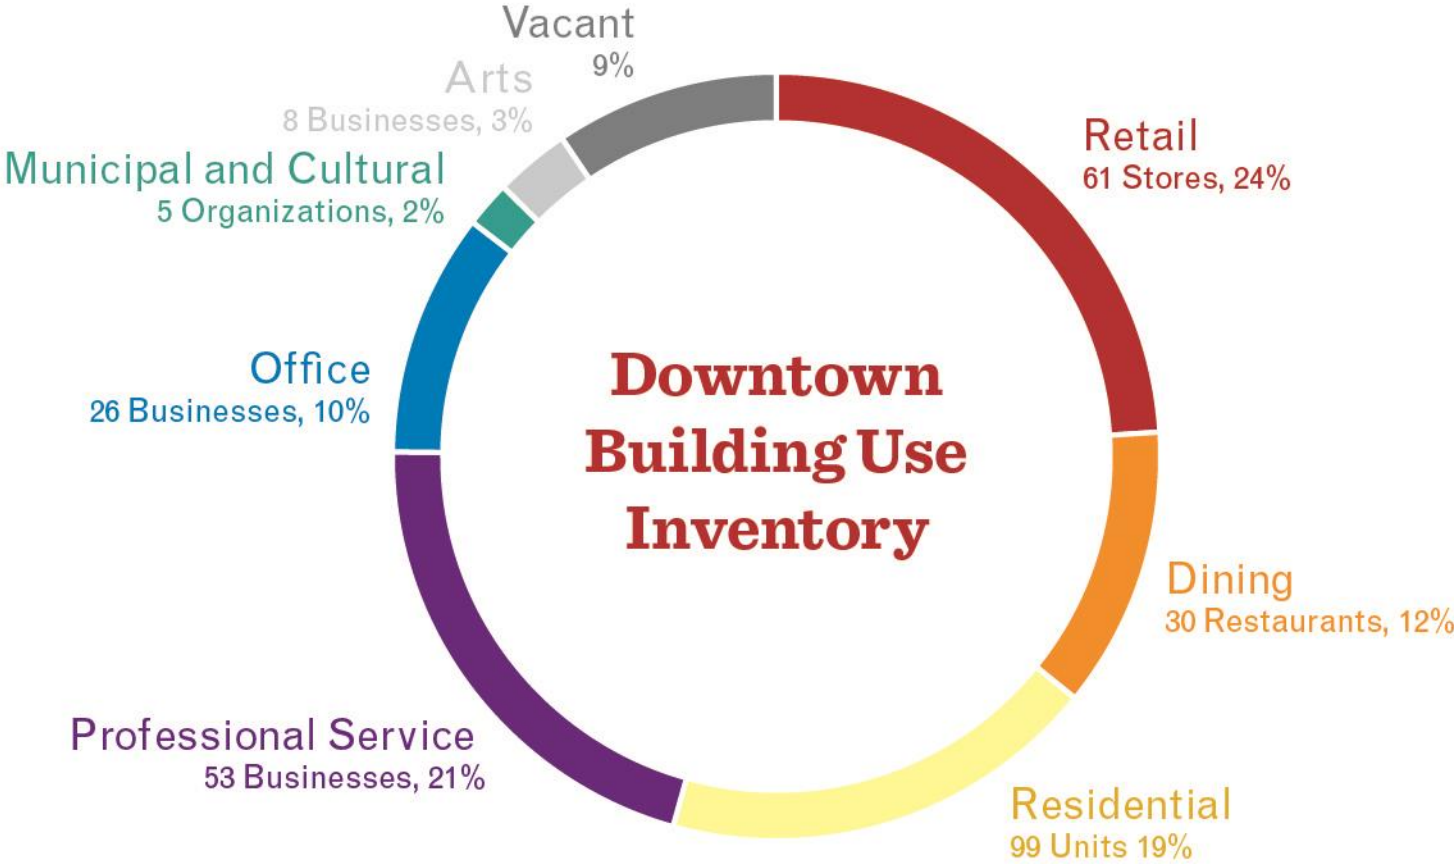 Vacant
9%
Arts
8 Businesses, 3%
Municipal and Cultural
5 Organizations, 2%
Office
26 Businesses, 10%
Professional Service
53 Businesses, 21%
Retail
61 Stores, 24%
Dining
30 Restaurants, 12%
Residential
99 Units 19%
Downtown
Building Use
Inventory